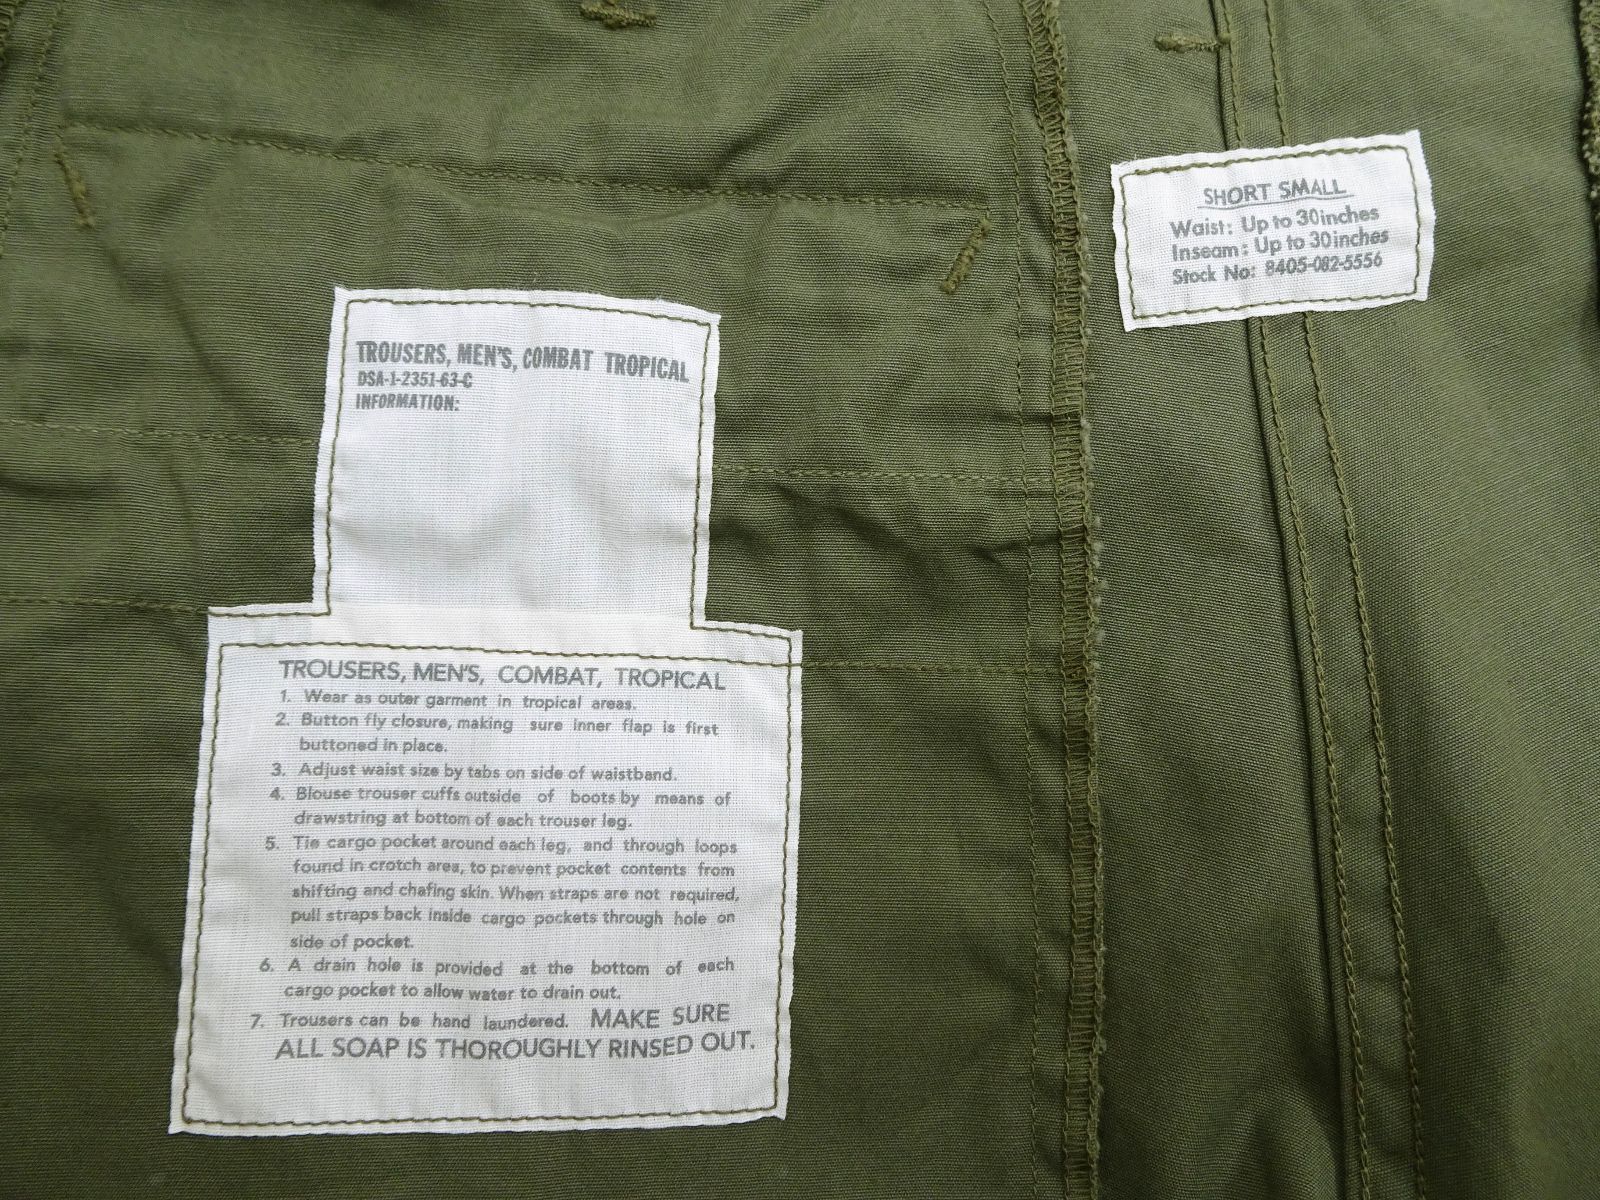 TROUSERS, MEN'S, COMBAT TROPICAL
DSA-1-2351-63-C
INFORMATION:
TROUSERS, MEN'S, COMBAT, TROPICAL
1. Wear as outer garment in tropical areas.
2. Button fly closure, making sure inner flap is first
buttoned in place.
3. Adjust waist size by tabs on side of waistband.
4. Blouse trouser cuffs outside of boots by means of
drawstring at bottom of each trouser leg.
5. Tie cargo pocket around each leg, and through loops
found in crotch area, to prevent pocket contents from
shifting and chafing skin. When straps are not required,
pull straps back inside cargo pockets through hole on
side of pocket.
6. A drain hole is provided at the bottom of each
cargo pocket to allow water to drain out.
7. Trousers can be hand laundered. MAKE SURE
ALL SOAP IS THOROUGHLY RINSED OUT.
SHORT SMALL
Waist: Up to 30inches
Inseam: Up to 30inches
Stock No: 8405-082-5556